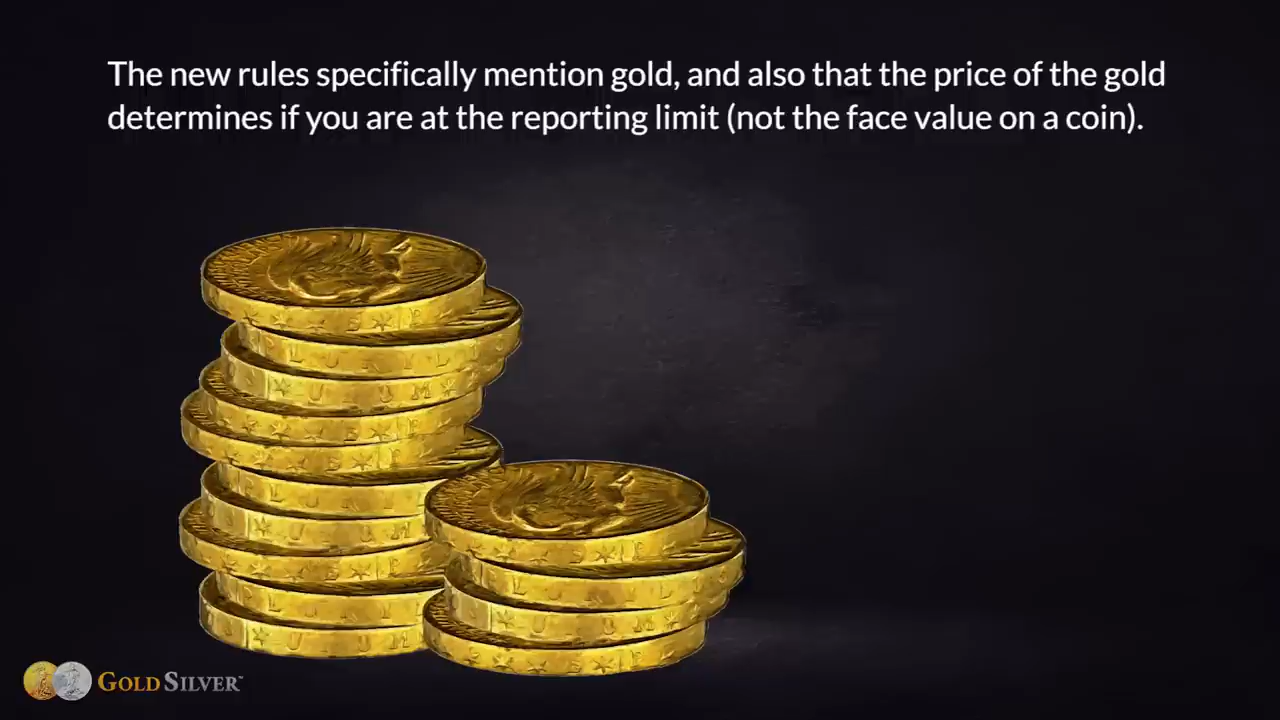 The new rules specifically mention gold, and also that the price of the gold
determines if you are at the reporting limit (not the face value on a coin).
GOLDSILVER™